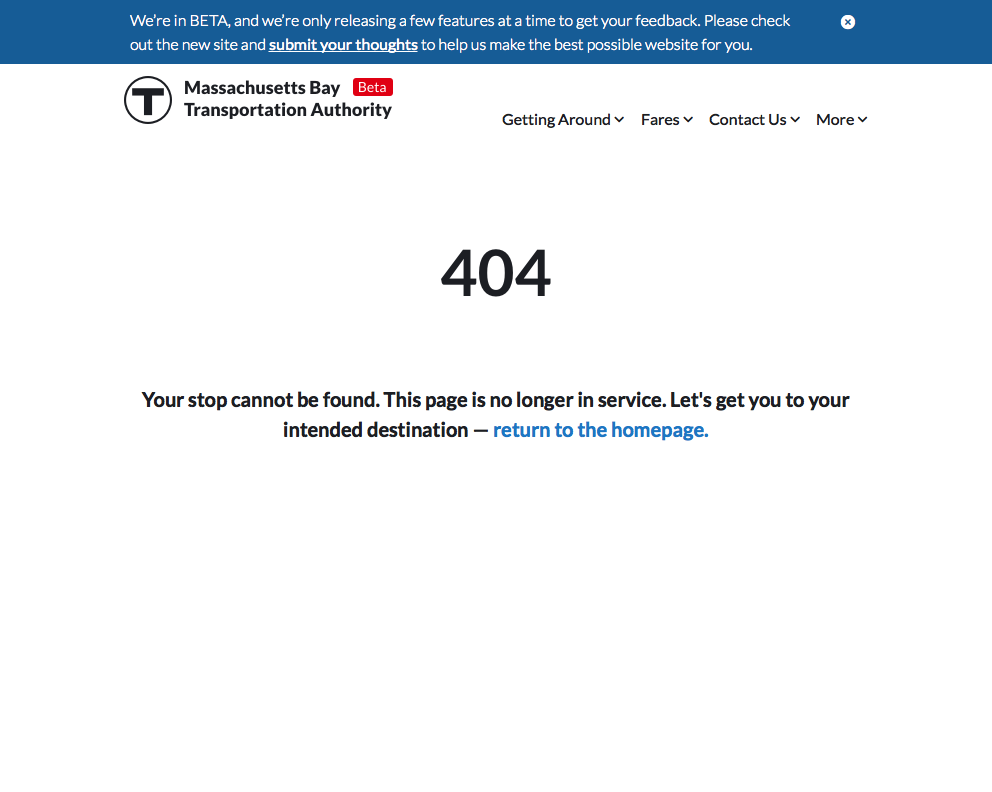 We're in BETA, and we're only releasing a few features at a time to get your feedback. Please check
out the new site and submit your thoughts to help us make the best possible website for you.
T
Massachusetts Bay Beta
Transportation Authority
Getting Around Fares Contact Us More
404
Your stop cannot be found. This page is no longer in service. Let's get you to your
intended destination — return to the homepage.